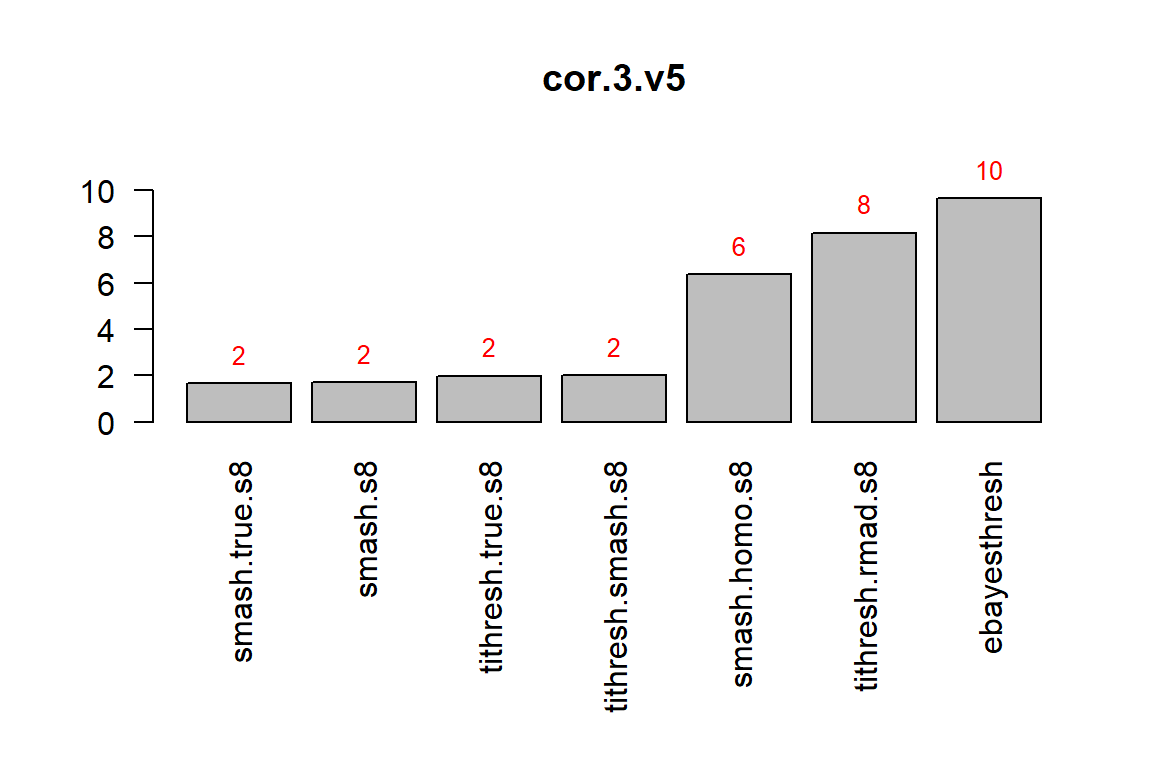 cor.3.v5
10
8
6
4
2
0
2
2
2
2
6
8
10
smash.true.s8
smash.s8
tithresh.true.s8
tithresh.smash.s8
smash.homo.s8
tithresh.rmad.s8
ebayesthresh